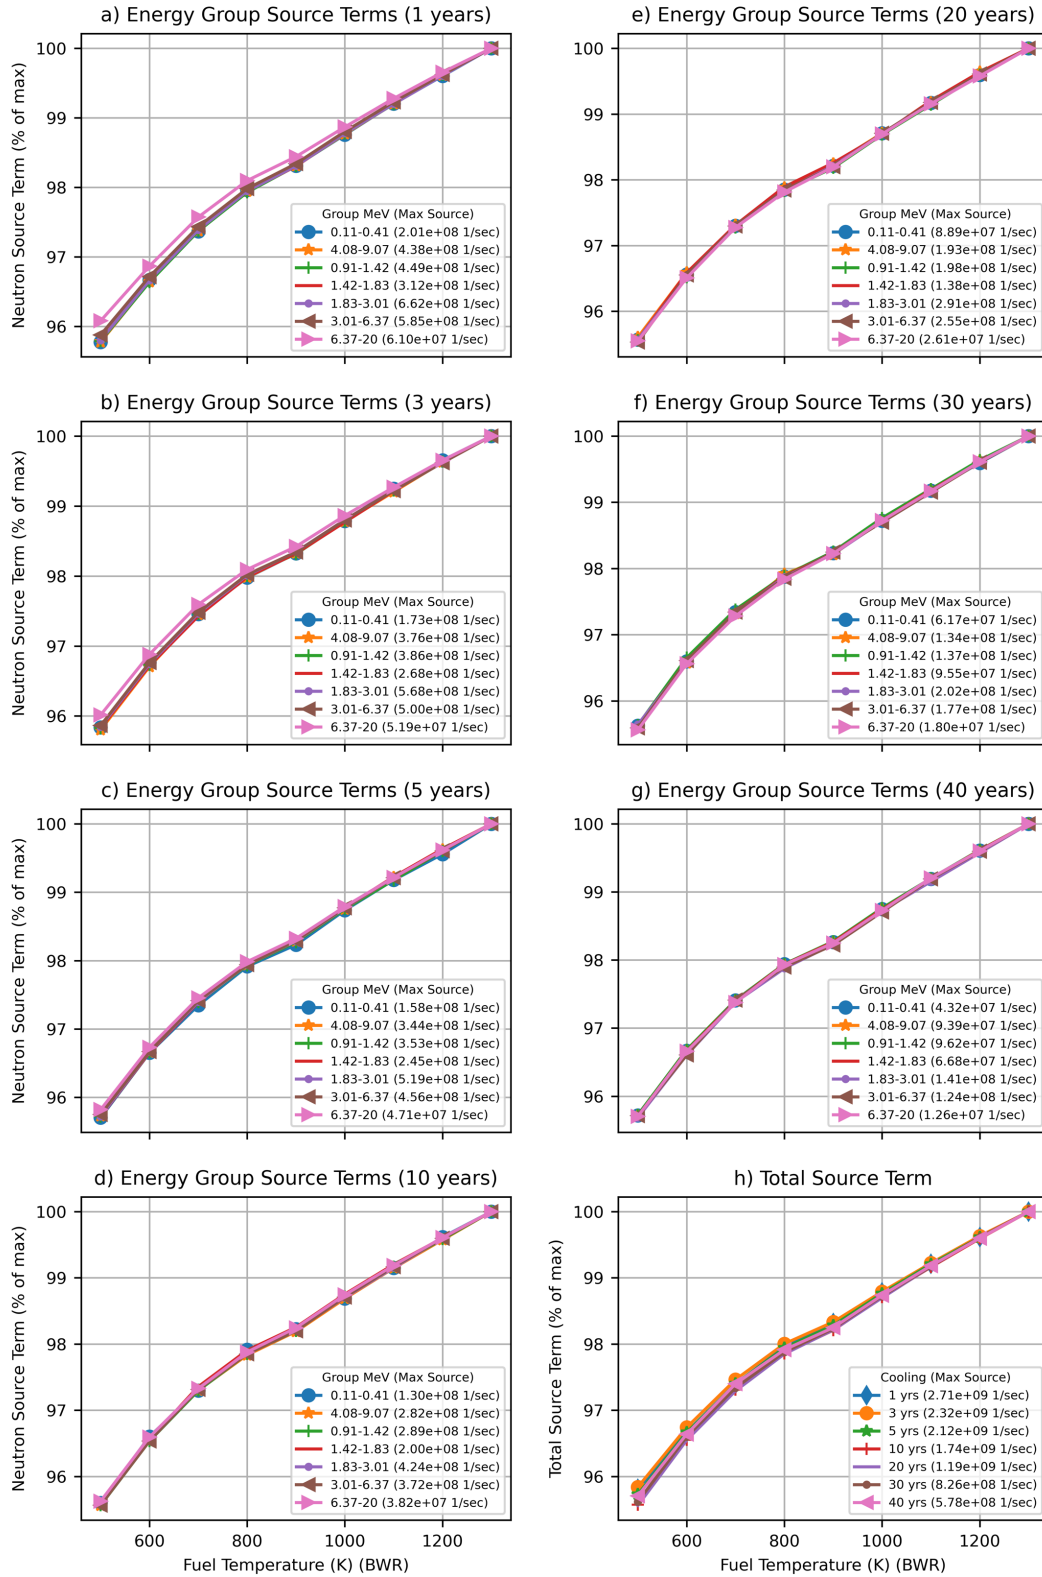 a) Energy Group Source Terms (1 years)
Neutron Source Term (% of max)
100
99
98
97
96
Group MeV (Max Source)
0.11-0.41 (2.01e+08 1/sec)
4.08-9.07 (4.38e+08 1/sec)
0.91-1.42 (4.49e+08 1/sec)
1.42-1.83 (3.12e+08 1/sec)
1.83-3.01 (6.62e+08 1/sec)
3.01-6.37 (5.85e+08 1/sec)
6.37-20 (6.10e+07 1/sec)
b) Energy Group Source Terms (3 years)
Neutron Source Term (% of max)
100
99
98
97
96
Group MeV (Max Source)
0.11-0.41 (1.73e+08 1/sec)
4.08-9.07 (3.76e+08 1/sec)
0.91-1.42 (3.86e+08 1/sec)
1.42-1.83 (2.68e+08 1/sec)
1.83-3.01 (5.68e+08 1/sec)
3.01-6.37 (5.00e+08 1/sec)
6.37-20 (5.19e+07 1/sec)
c) Energy Group Source Terms (5 years)
Neutron Source Term (% of max)
100
99
98
97
96
Group MeV (Max Source)
0.11-0.41 (1.58e+08 1/sec)
4.08-9.07 (3.44e+08 1/sec)
0.91-1.42 (3.53e+08 1/sec)
1.42-1.83 (2.45e+08 1/sec)
1.83-3.01 (5.19e+08 1/sec)
3.01-6.37 (4.56e+08 1/sec)
6.37-20 (4.71e+07 1/sec)
d) Energy Group Source Terms (10 years)
Neutron Source Term (% of max)
100
99
98
97
96
Group MeV (Max Source)
0.11-0.41 (1.30e+08 1/sec)
4.08-9.07 (2.82e+08 1/sec)
0.91-1.42 (2.89e+08 1/sec)
1.42-1.83 (2.00e+08 1/sec)
1.83-3.01 (4.24e+08 1/sec)
3.01-6.37 (3.72e+08 1/sec)
6.37-20 (3.82e+07 1/sec)
600 800 1000 1200
Fuel Temperature (K) (BWR)
e) Energy Group Source Terms (20 years)
100
99
98
97
96
Group MeV (Max Source)
0.11-0.41 (8.89e+07 1/sec)
4.08-9.07 (1.93e+08 1/sec)
0.91-1.42 (1.98e+08 1/sec)
1.42-1.83 (1.38e+08 1/sec)
1.83-3.01 (2.91e+08 1/sec)
3.01-6.37 (2.55e+08 1/sec)
6.37-20 (2.61e+07 1/sec)
f) Energy Group Source Terms (30 years)
100
99
98
97
96
Group MeV (Max Source)
0.11-0.41 (6.17e+07 1/sec)
4.08-9.07 (1.34e+08 1/sec)
0.91-1.42 (1.37e+08 1/sec)
1.42-1.83 (9.55e+07 1/sec)
1.83-3.01 (2.02e+08 1/sec)
3.01-6.37 (1.77e+08 1/sec)
6.37-20 (1.80e+07 1/sec)
g) Energy Group Source Terms (40 years)
100
99
98
97
96
Group MeV (Max Source)
0.11-0.41 (4.32e+07 1/sec)
4.08-9.07 (9.39e+07 1/sec)
0.91-1.42 (9.62e+07 1/sec)
1.42-1.83 (6.68e+07 1/sec)
1.83-3.01 (1.41e+08 1/sec)
3.01-6.37 (1.24e+08 1/sec)
6.37-20 (1.26e+07 1/sec)
h) Total Source Term
Total Source Term (% of max)
100
99
98
97
96
Cooling (Max Source)
1 yrs (2.71e+09 1/sec)
3 yrs (2.32e+09 1/sec)
5 yrs (2.12e+09 1/sec)
10 yrs (1.74e+09 1/sec)
20 yrs (1.19e+09 1/sec)
30 yrs (8.26e+08 1/sec)
40 yrs (5.78e+08 1/sec)
600 800 1000 1200
Fuel Temperature (K) (BWR)